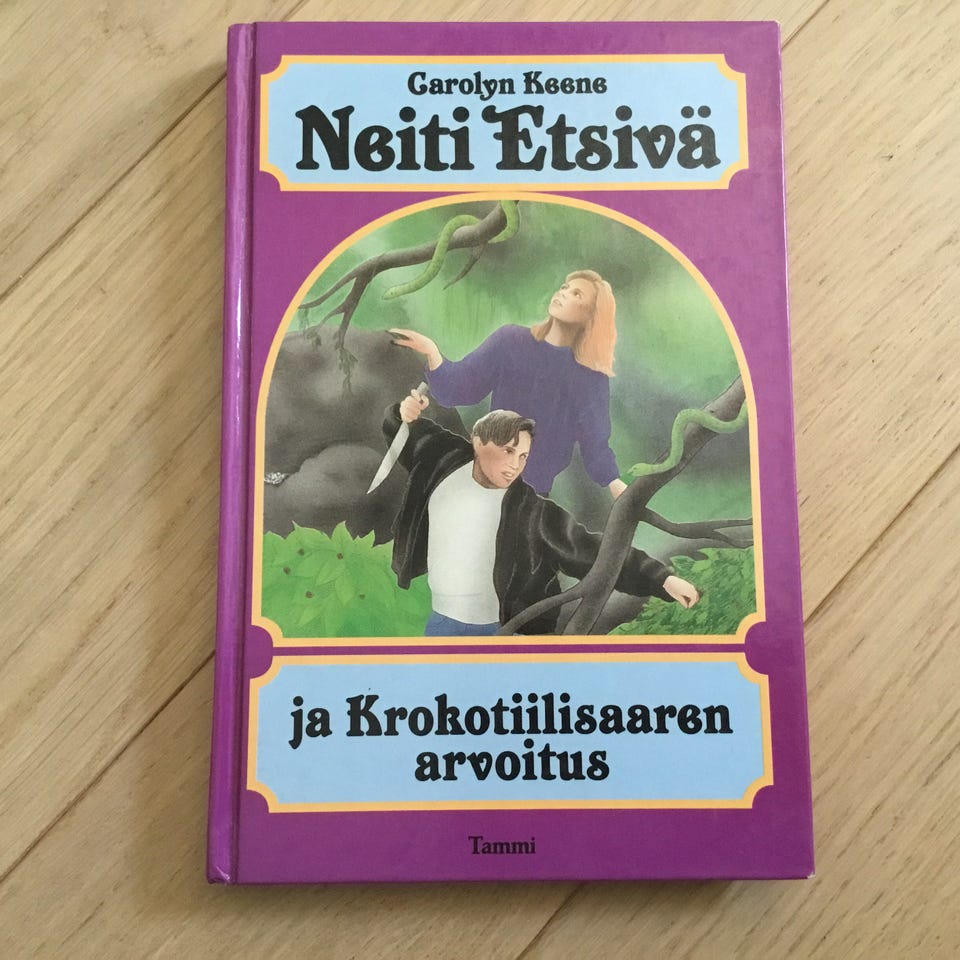 Carolyn Keene
Neiti Etsivä
ja Krokotiilisaaren
arvoitus
Tammi